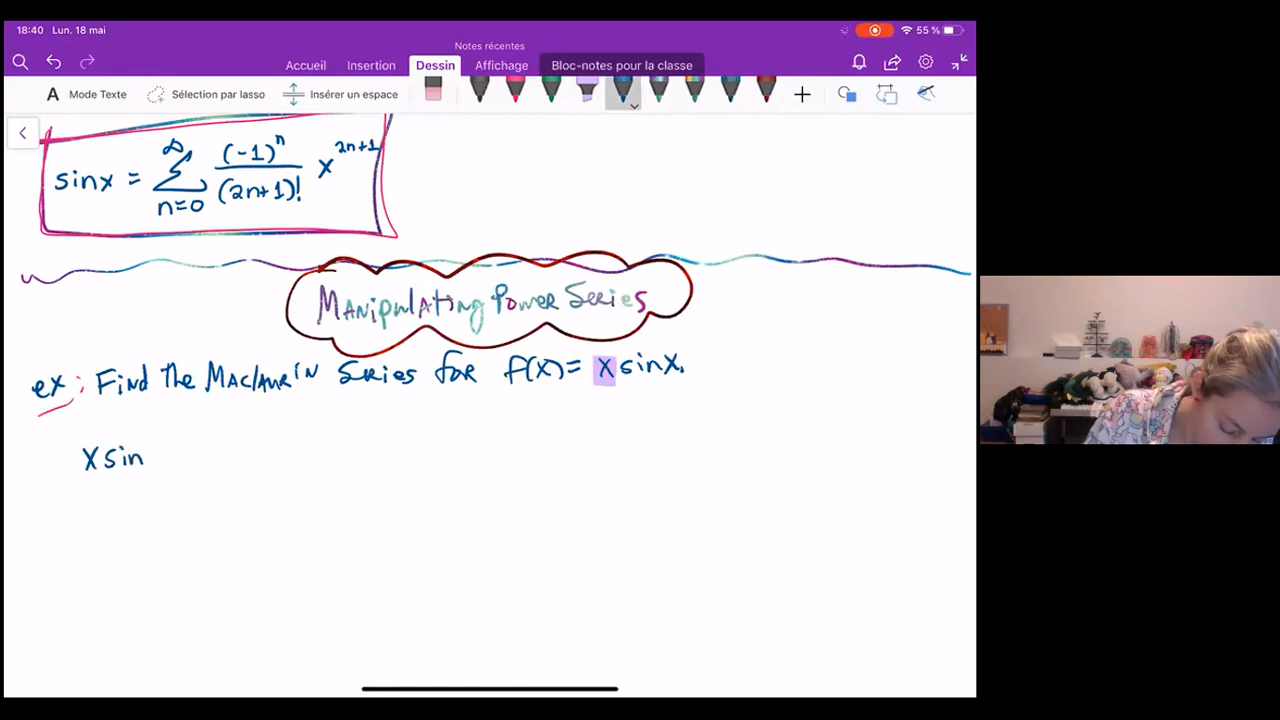 18:40 Lun. 18 mai 55 %
Notes récentes
Accueil Insertion Dessin Affichage Bloc-notes pour la classe
A Mode Texte Sélection par lasso Insérer un espace
sinx = ∞ Σ n=0 (-1)^n / (2n+1)! x^2n+1
Manipulating Power Series
ex: Find the Maclaurin Series for f(x)= x sinx.
x sin